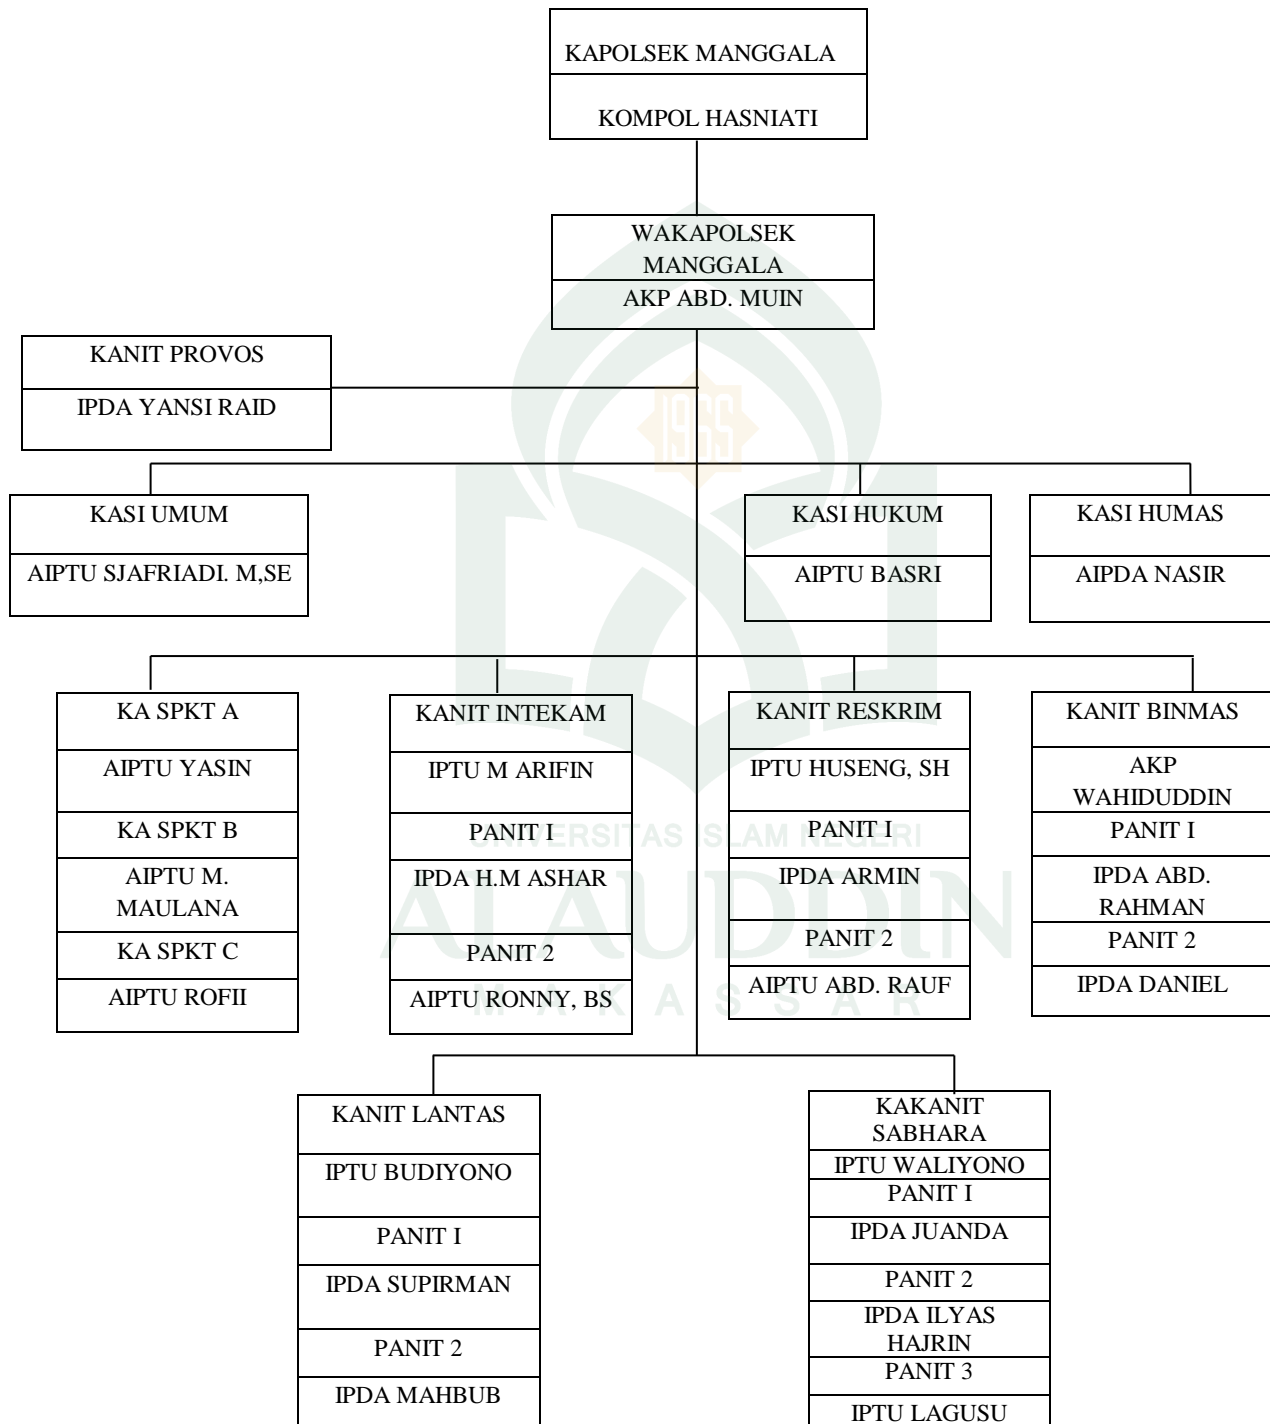 KAPOLSEK MANGGALA
KOMPOL HASNIATI
WAKAPOLSEK
MANGGALA
AKP ABD. MUIN
KANIT PROVOS
IPDA YANSI RAID
1965
KASI UMUM
AIPTU SJAFRIADI. M,SE
KASI HUKUM
AIPTU BASRI
KASI HUMAS
AIPDA NASIR
KA SPKT A
AIPTU YASIN
KA SPKT B
AIPTU M.
MAULANA
KA SPKT C
AIPTU ROFII
KANIT INTEKAM
IPTU M ARIFIN
PANIT I
IPDA H.M ASHAR
PANIT 2
AIPTU RONNY, BS
KANIT RESKRIM
IPTU HUSENG, SH
PANIT I
IPDA ARMIN
PANIT 2
AIPTU ABD. RAUF
KANIT BINMAS
AKP
WAHIDUDDIN
PANIT I
IPDA ABD.
RAHMAN
PANIT 2
IPDA DANIEL
UNIVERSITAS ISLAM NEGERI
ALAUDDIN
MAKASSAR
KANIT LANTAS
IPTU BUDIYONO
PANIT I
IPDA SUPIRMAN
PANIT 2
IPDA MAHBUB
KAKANIT
SABHARA
IPTU WALIYONO
PANIT I
IPDA JUANDA
PANIT 2
IPDA ILYAS
HAJRIN
PANIT 3
IPTU LAGUSU